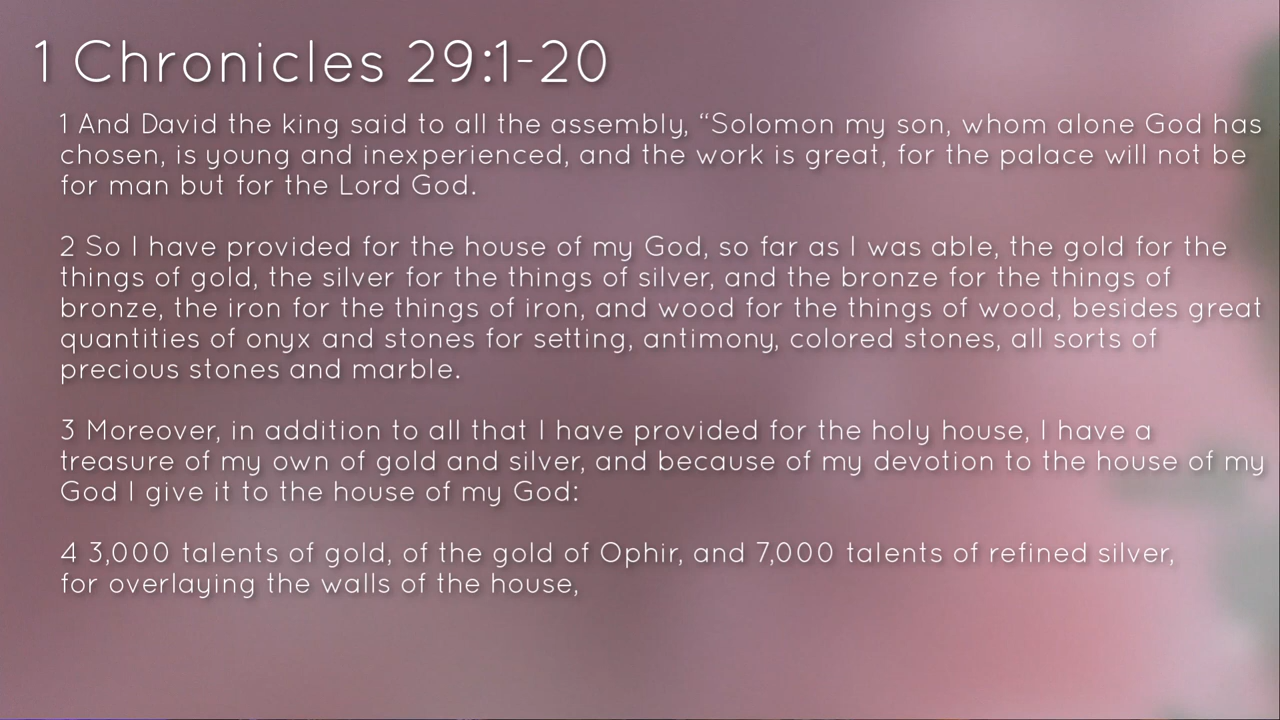 1 Chronicles 29:1-20
1 And David the king said to all the assembly, “Solomon my son, whom alone God has
chosen, is young and inexperienced, and the work is great, for the palace will not be
for man but for the Lord God.
2 So I have provided for the house of my God, so far as I was able, the gold for the
things of gold, the silver for the things of silver, and the bronze for the things of
bronze, the iron for the things of iron, and wood for the things of wood, besides great
quantities of onyx and stones for setting, antimony, colored stones, all sorts of
precious stones and marble.
3 Moreover, in addition to all that I have provided for the holy house, I have a
treasure of my own of gold and silver, and because of my devotion to the house of my
God I give it to the house of my God:
4 3,000 talents of gold, of the gold of Ophir, and 7,000 talents of refined silver,
for overlaying the walls of the house,